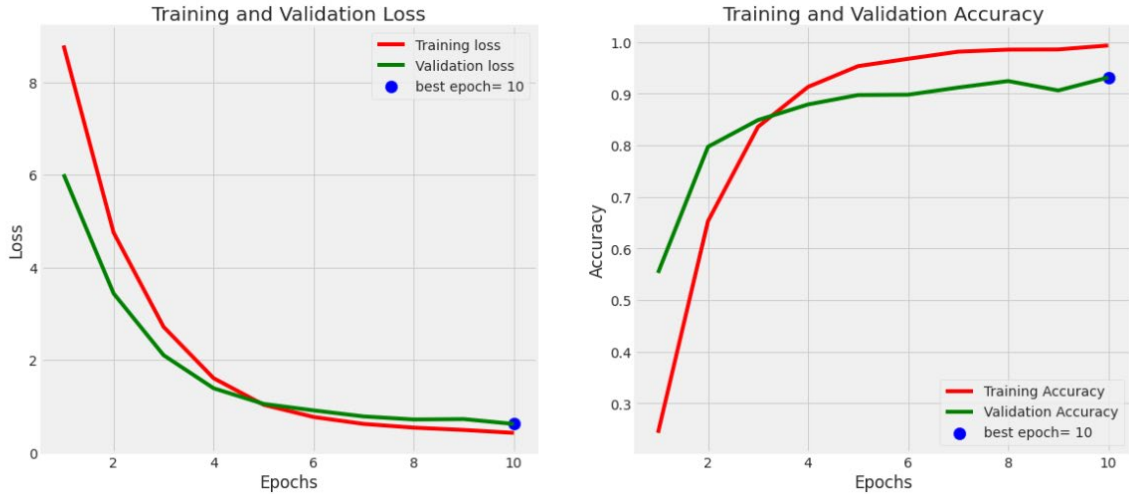 Training and Validation Loss
Loss
8
6
4
2
0
2
4
6
8
10
Epochs
Training loss
Validation loss
best epoch= 10
Training and Validation Accuracy
Accuracy
1.0
0.9
0.8
0.7
0.6
0.5
0.4
0.3
2
4
6
8
10
Epochs
Training Accuracy
Validation Accuracy
best epoch= 10